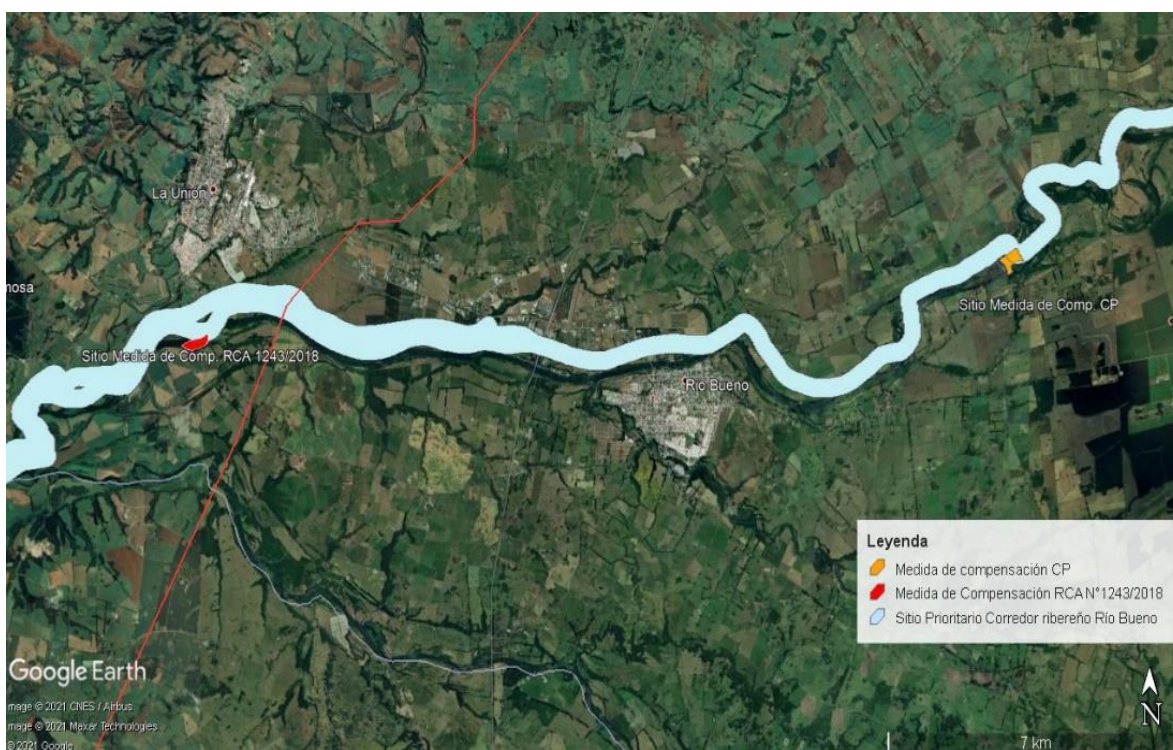 La Unión
mosa
Sitio Medida de Comp. CP
Sitio Medida de Comp. RCA 1243/2018
Río Bueno
Leyenda
Medida de compensación CP
Medida de Compensación RCA N°1243/2018
Sitio Prioritario Corredor ribereño Río Bueno
Google Earth
mage © 2021 CNES / Airbus
mage © 2021 Maxar Technologies
© 2021 Google
N
7 km